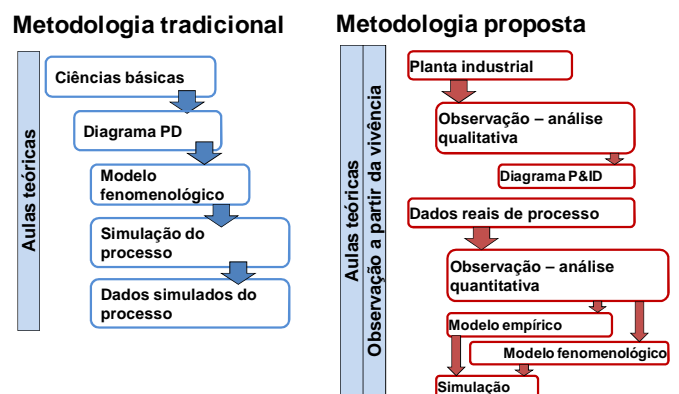 Metodologia tradicional
Aulas teóricas
Ciências básicas
Diagrama PD
Modelo
fenomenológico
Simulação do
processo
Dados simulados do
processo
Metodologia proposta
Aulas teóricas
Observação a partir da vivência
Planta industrial
Observação – análise
qualitativa
Diagrama P&ID
Dados reais de processo
Observação – análise
quantitativa
Modelo empírico
Modelo fenomenológico
Simulação